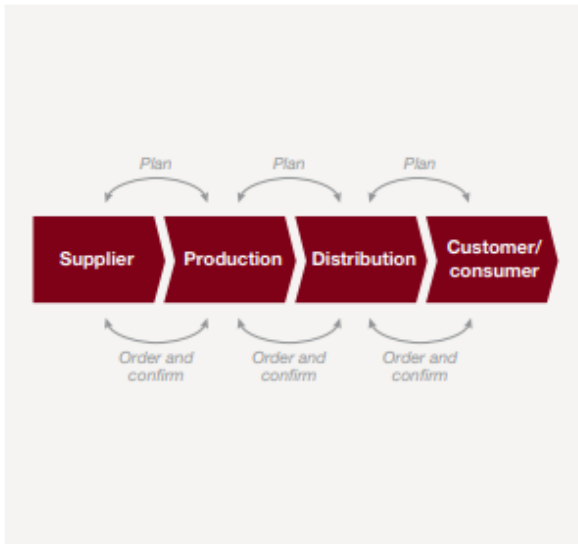 Plan
Plan
Plan
Supplier
Production
Distribution
Customer/
consumer
Order and
confirm
Order and
confirm
Order and
confirm